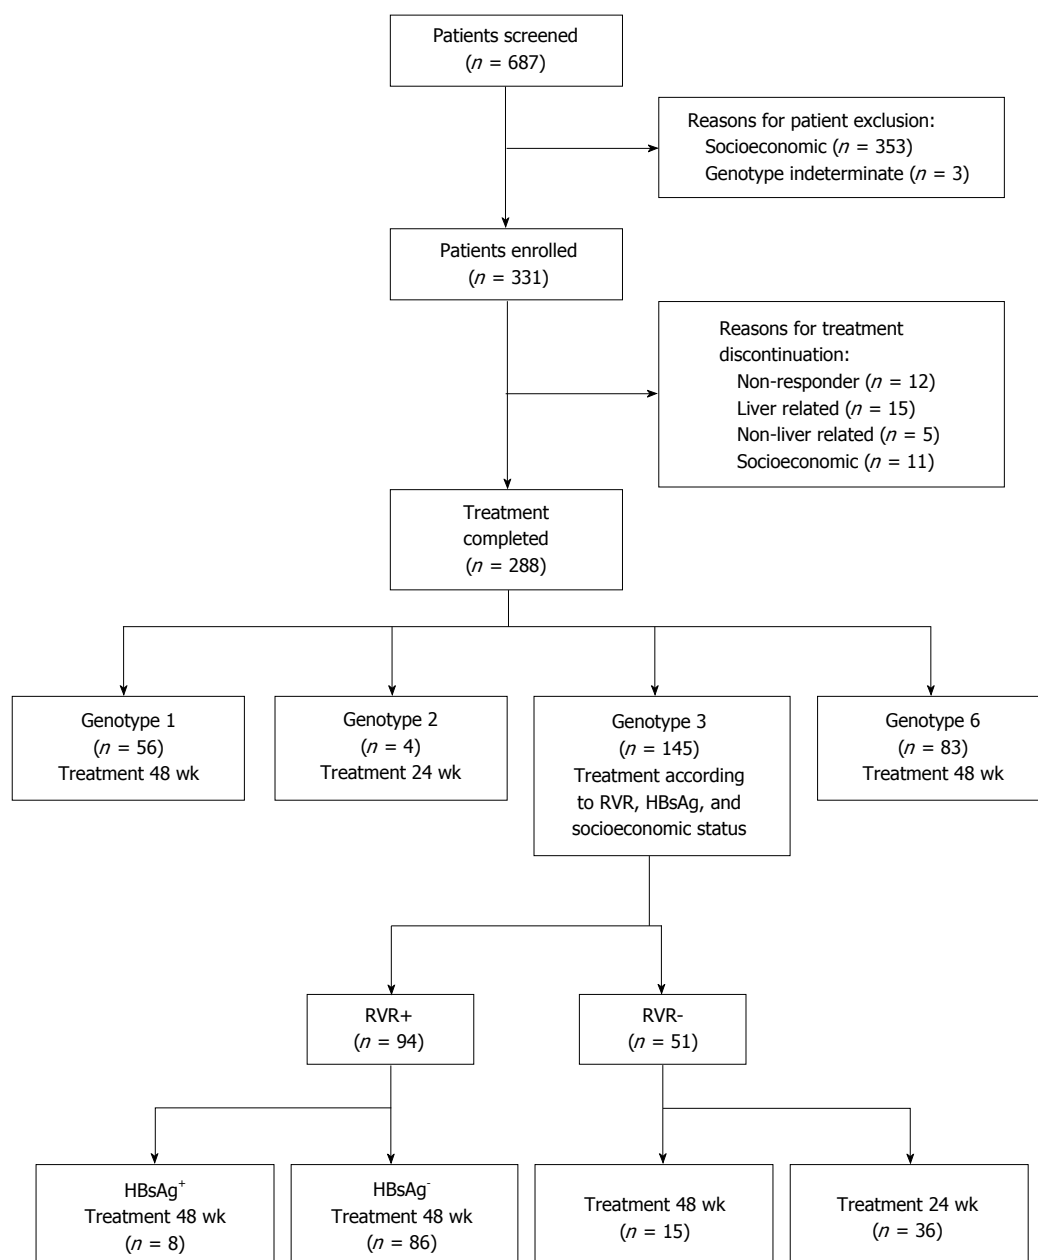 Patients screened
(n = 687)
Reasons for patient exclusion:
Socioeconomic (n = 353)
Genotype indeterminate (n = 3)
Patients enrolled
(n = 331)
Reasons for treatment
discontinuation:
Non-responder (n = 12)
Liver related (n = 15)
Non-liver related (n = 5)
Socioeconomic (n = 11)
Treatment
completed
(n = 288)
Genotype 1
(n = 56)
Treatment 48 wk
Genotype 2
(n = 4)
Treatment 24 wk
Genotype 3
(n = 145)
Treatment according
to RVR, HBsAg, and
socioeconomic status
Genotype 6
(n = 83)
Treatment 48 wk
RVR+
(n = 94)
RVR-
(n = 51)
HBsAg⁺
Treatment 48 wk
(n = 8)
HBsAg⁻
Treatment 48 wk
(n = 86)
Treatment 48 wk
(n = 15)
Treatment 24 wk
(n = 36)